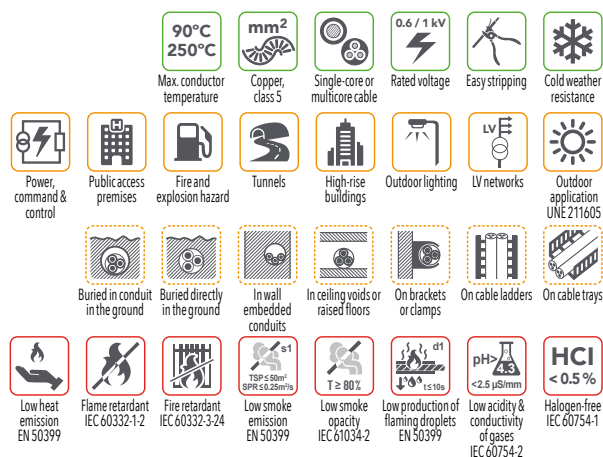 90°C
250°C
mm²
0.6 / 1 kV
Max. conductor
temperature
Copper,
class 5
Single-core or
multicore cable
Rated voltage
Easy stripping
Cold weather
resistance
H
LV
Power,
command &
control
Public access
premises
Fire and
explosion hazard
Tunnels
High-rise
buildings
Outdoor lighting
LV networks
Outdoor
application
UNE 211605
Buried in conduit
in the ground
Buried directly
in the ground
In wall
embedded
conduits
In ceiling voids or
raised floors
On brackets
or clamps
On cable ladders
On cable trays
s1
TSP≤50m²
SPR≤0.25m²/s
T ≥ 80%
d1
t≤10s
pH>
4.3
<2.5 µS/mm
HCl
< 0.5 %
Low heat
emission
EN 50399
Flame retardant
IEC 60332-1-2
Fire retardant
IEC 60332-3-24
Low smoke
emission
EN 50399
Low smoke
opacity
IEC 61034-2
Low production of
flaming droplets
EN 50399
Low acidity &
conductivity
of gases
IEC 60754-2
Halogen-free
IEC 60754-1